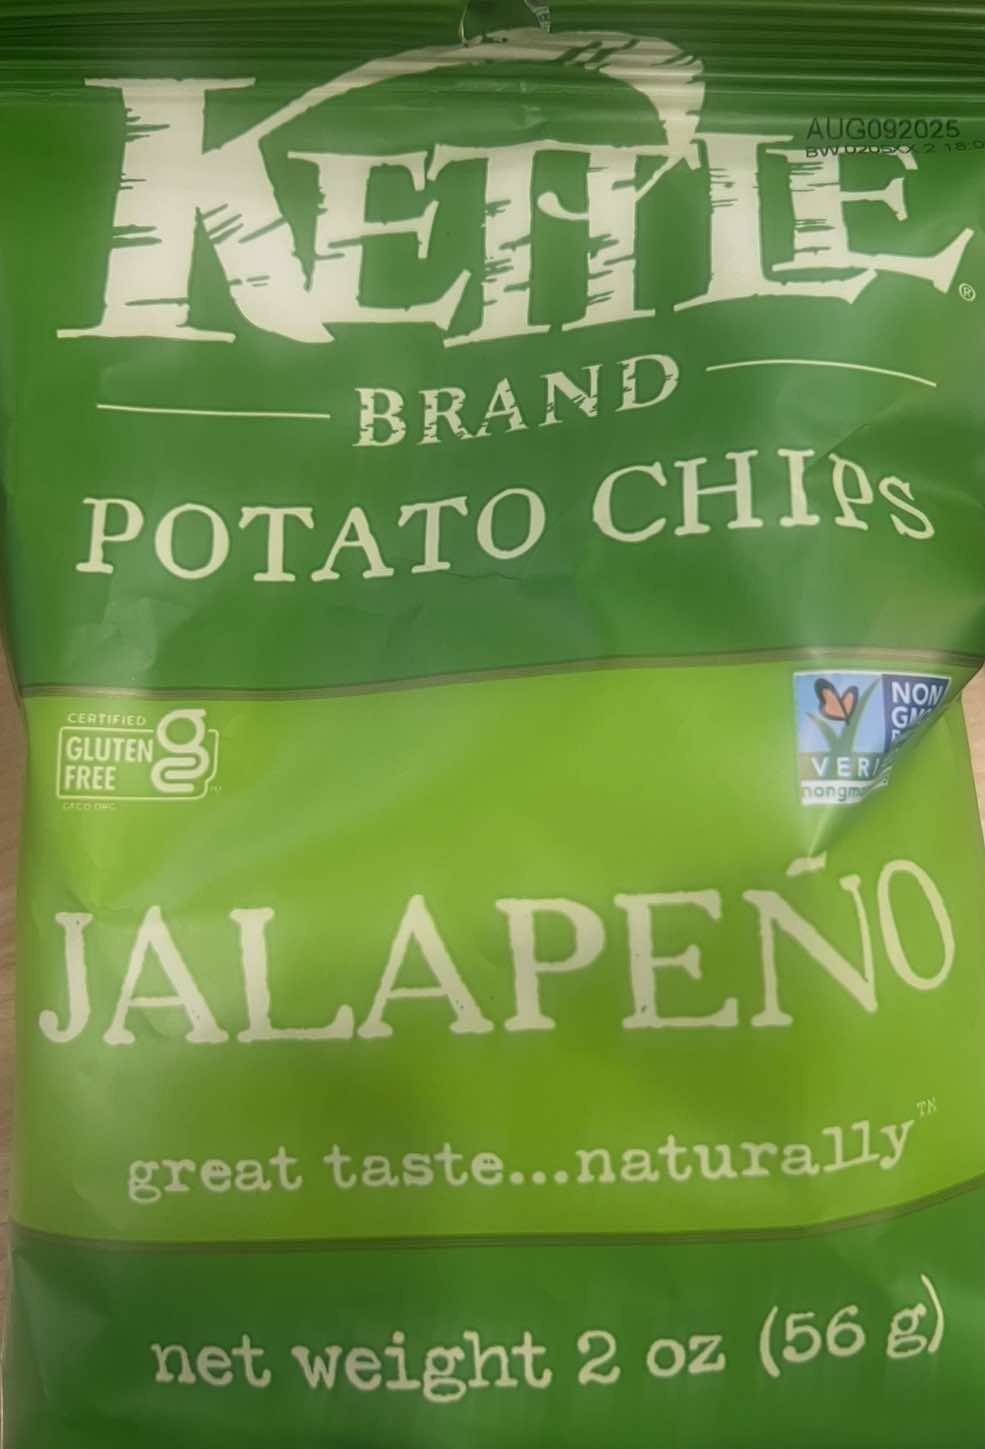 KETTLE®
AUG092025
BRAND
POTATO CHIPS
CERTIFIED
GLUTEN
FREE
NON
VERI
JALAPEÑO
great taste...naturally™
net weight 2 oz (56 g)